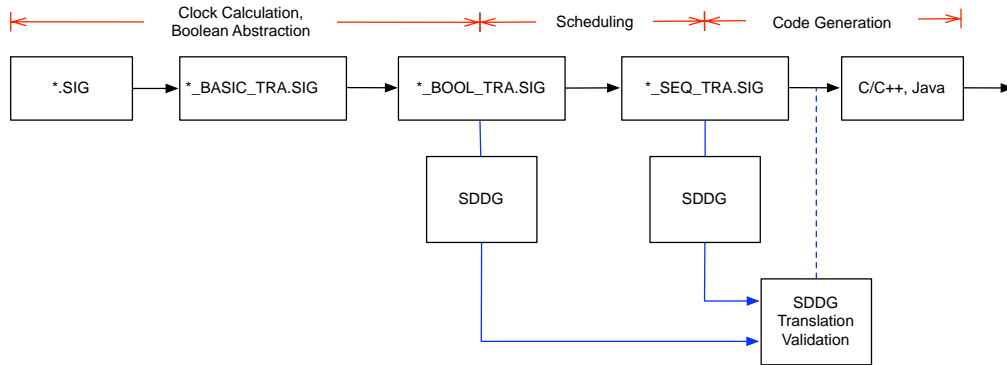 Clock Calculation,
Boolean Abstraction
Scheduling
Code Generation
*.SIG
*_BASIC_TRA.SIG
*_BOOL_TRA.SIG
*_SEQ_TRA.SIG
C/C++, Java
SDDG
SDDG
SDDG
Translation
Validation